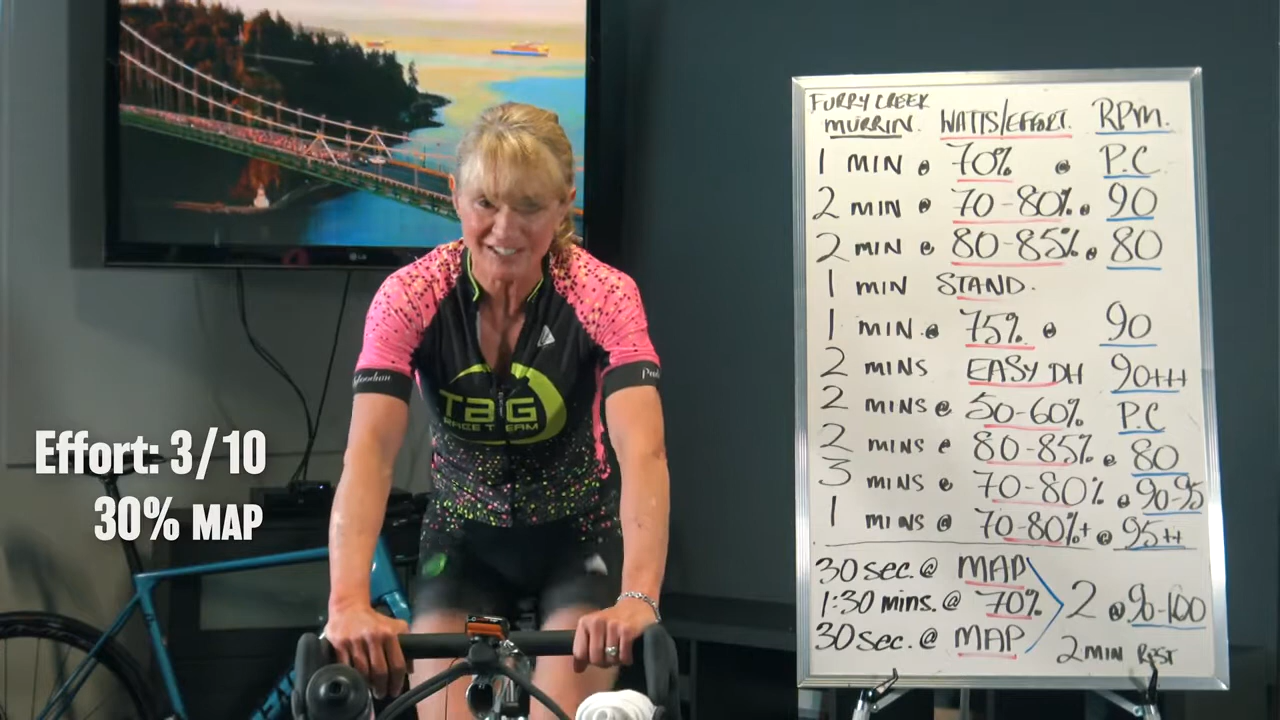 Effort: 3/10
30% MAP
LG
TaG
RACE TEAM
FURRY CREEK
MURRIN. WATTS/EFFORT. RPM.
1 MIN @ 70% @ P.C
2 MIN @ 70-80% @ 90
2 MIN @ 80-85% @ 80
1 MIN STAND.
1 MIN @ 75% @ 90
2 MINS EASY DH 90+++
2 MINS @ 50-60% P.C
2 MINS @ 80-85% @ 80
3 MINS @ 70-80% @ 90-95
1 MINS @ 70-80%+ @ 95++
30 sec. @ MAP
1:30 mins. @ 70% 2 @ 90-100
30 sec. @ MAP
2 MIN REST